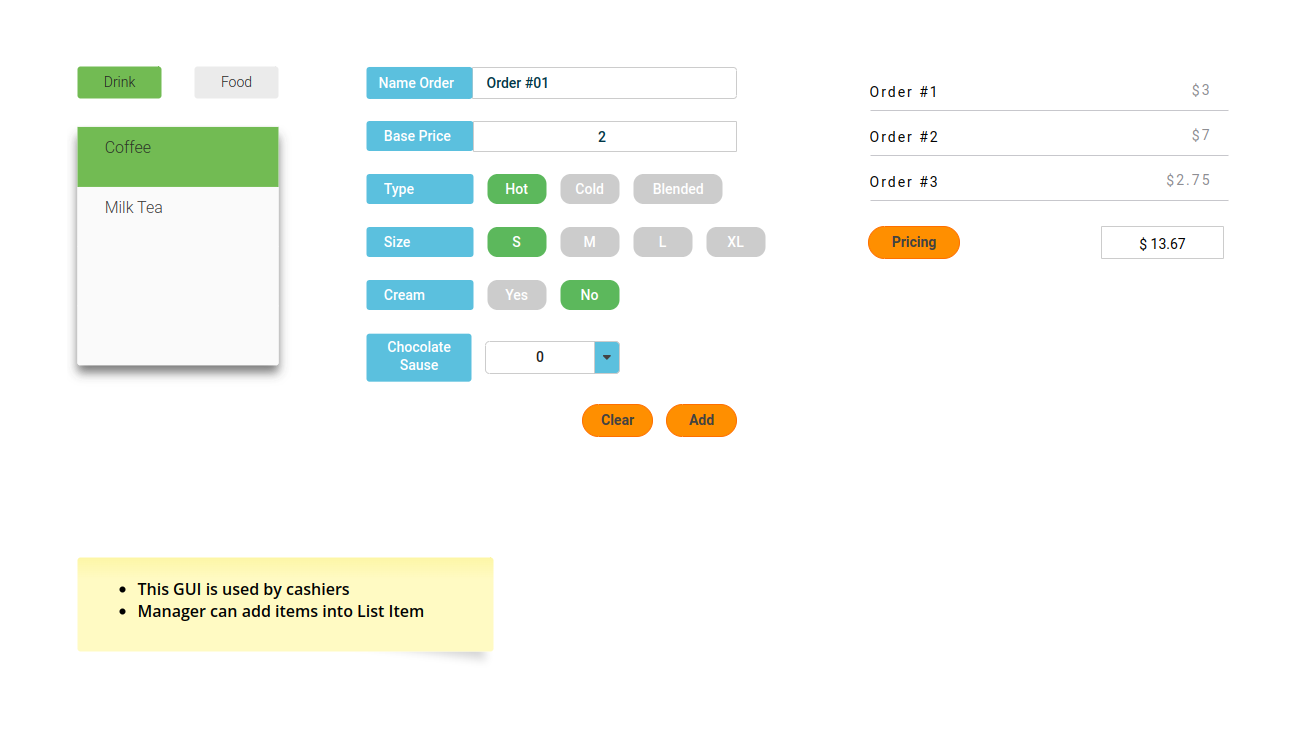 Drink
Food
Coffee
Milk Tea
Name Order
Order #01
Base Price
2
Type
Hot
Cold
Blended
Size
S
M
L
XL
Cream
Yes
No
Chocolate
Sause
0
Clear
Add
Order #1
$3
Order #2
$7
Order #3
$2.75
Pricing
$ 13.67
• This GUI is used by cashiers
• Manager can add items into List Item